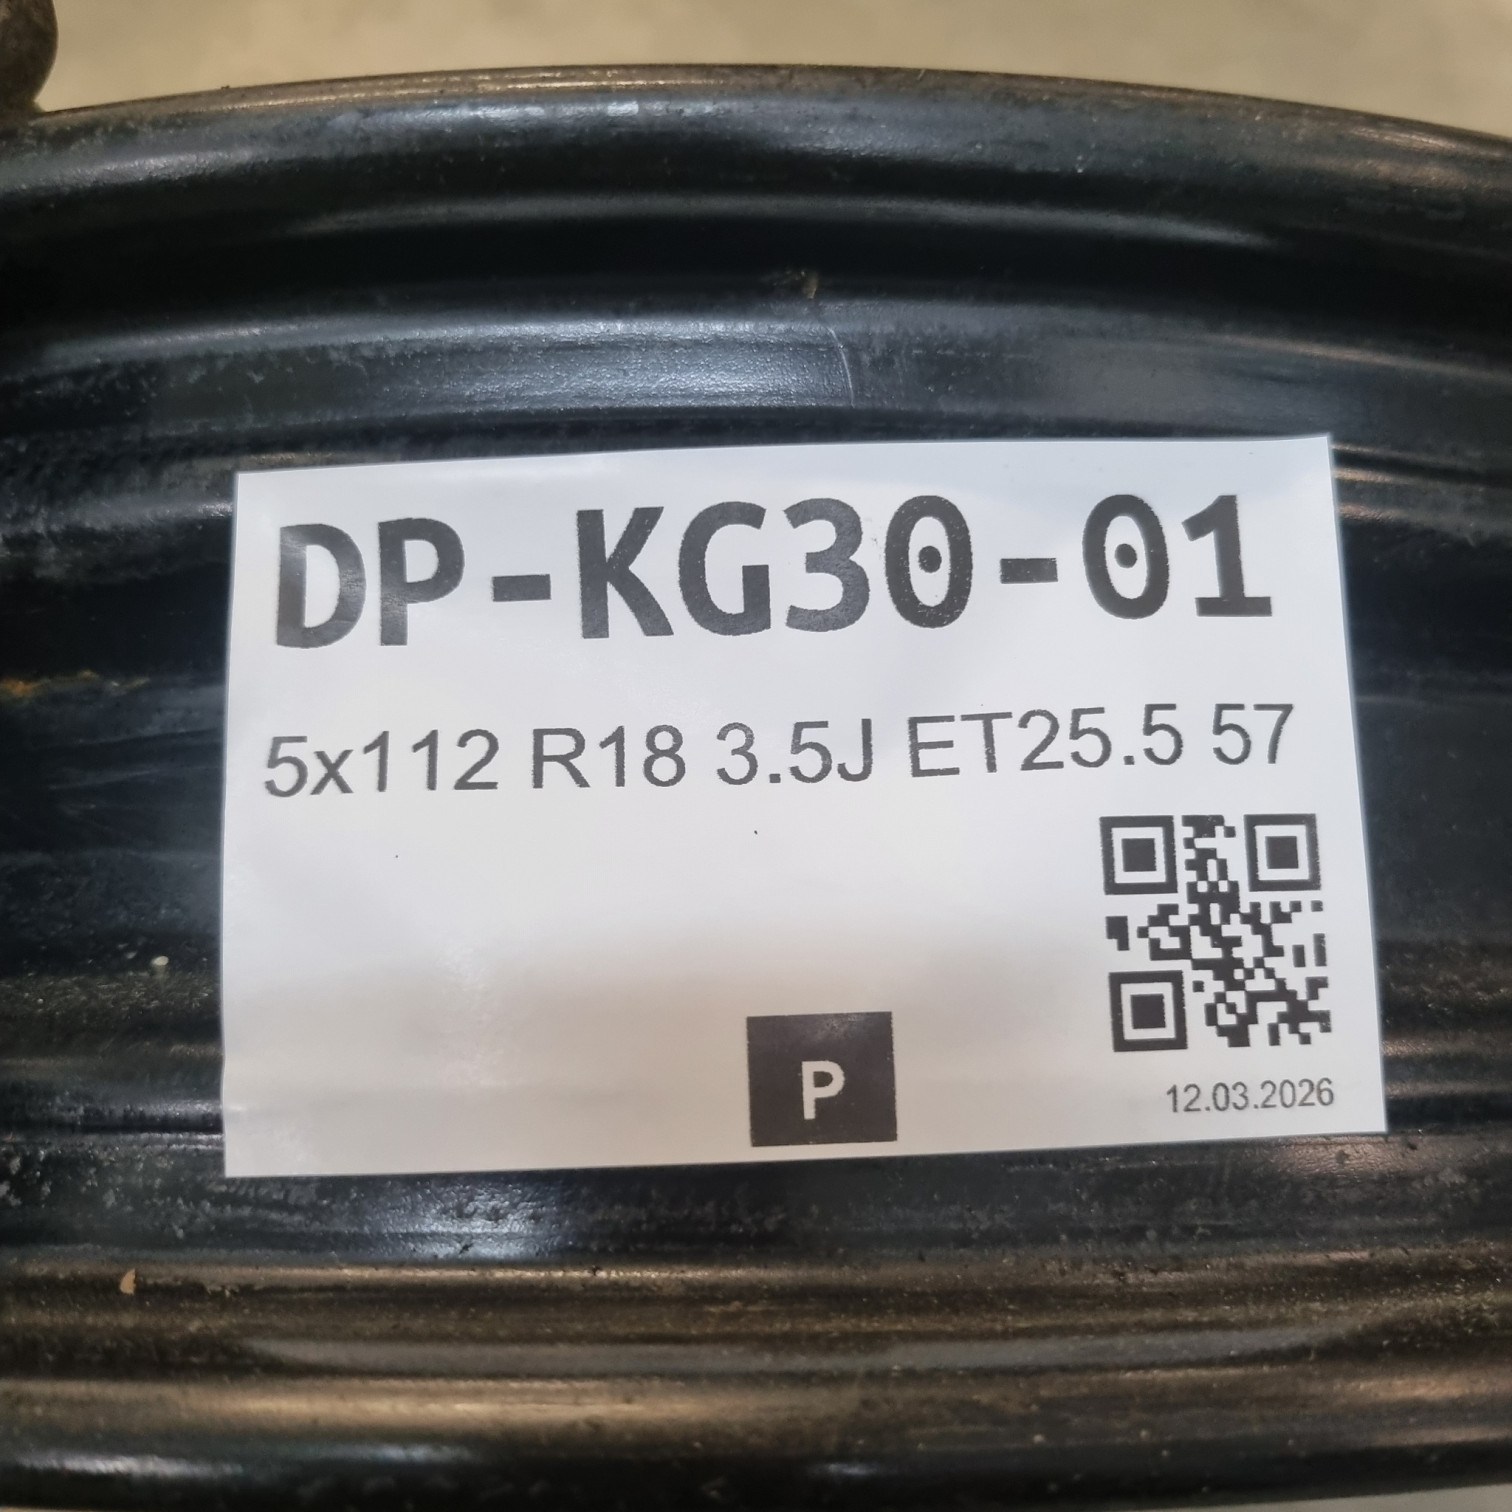 DP-KG30-01
5x112 R18 3.5J ET25.5 57
P
12.03.2026